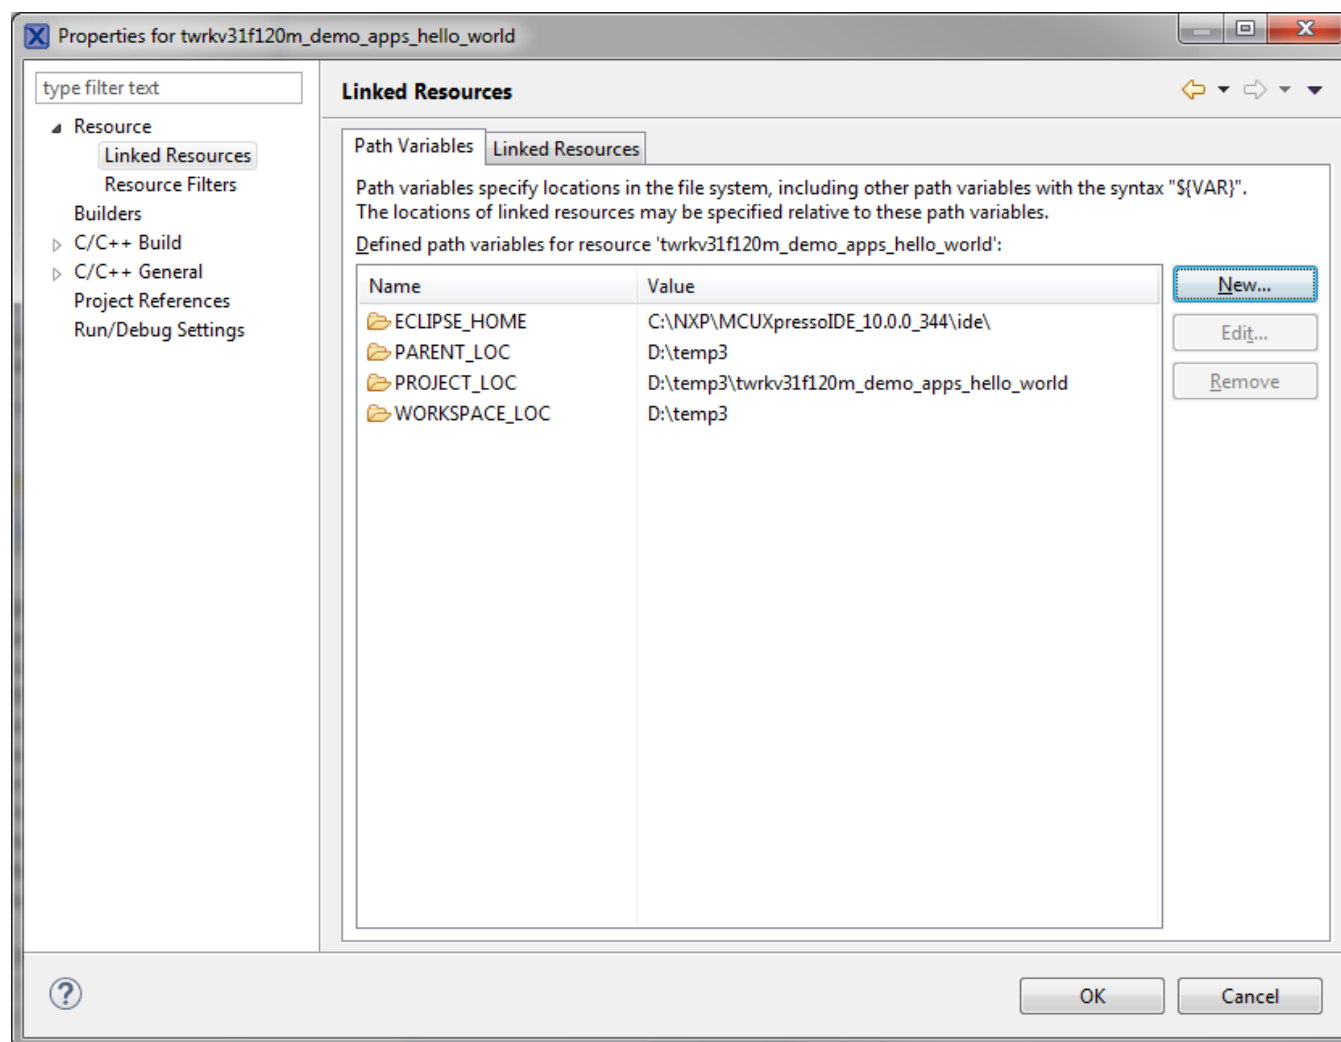 Properties for twrkv31f120m_demo_apps_hello_world
type filter text
Resource
Linked Resources
Resource Filters
Builders
C/C++ Build
C/C++ General
Project References
Run/Debug Settings
Linked Resources
Path Variables
Linked Resources
Path variables specify locations in the file system, including other path variables with the syntax "${VAR}".
The locations of linked resources may be specified relative to these path variables.
Defined path variables for resource 'twrkv31f120m_demo_apps_hello_world':
Name Value
ECLIPSE_HOME C:\NXP\MCUXpressoIDE_10.0.0_344\ide\
PARENT_LOC D:\temp3
PROJECT_LOC D:\temp3\twrkv31f120m_demo_apps_hello_world
WORKSPACE_LOC D:\temp3
New...
Edit...
Remove
OK
Cancel